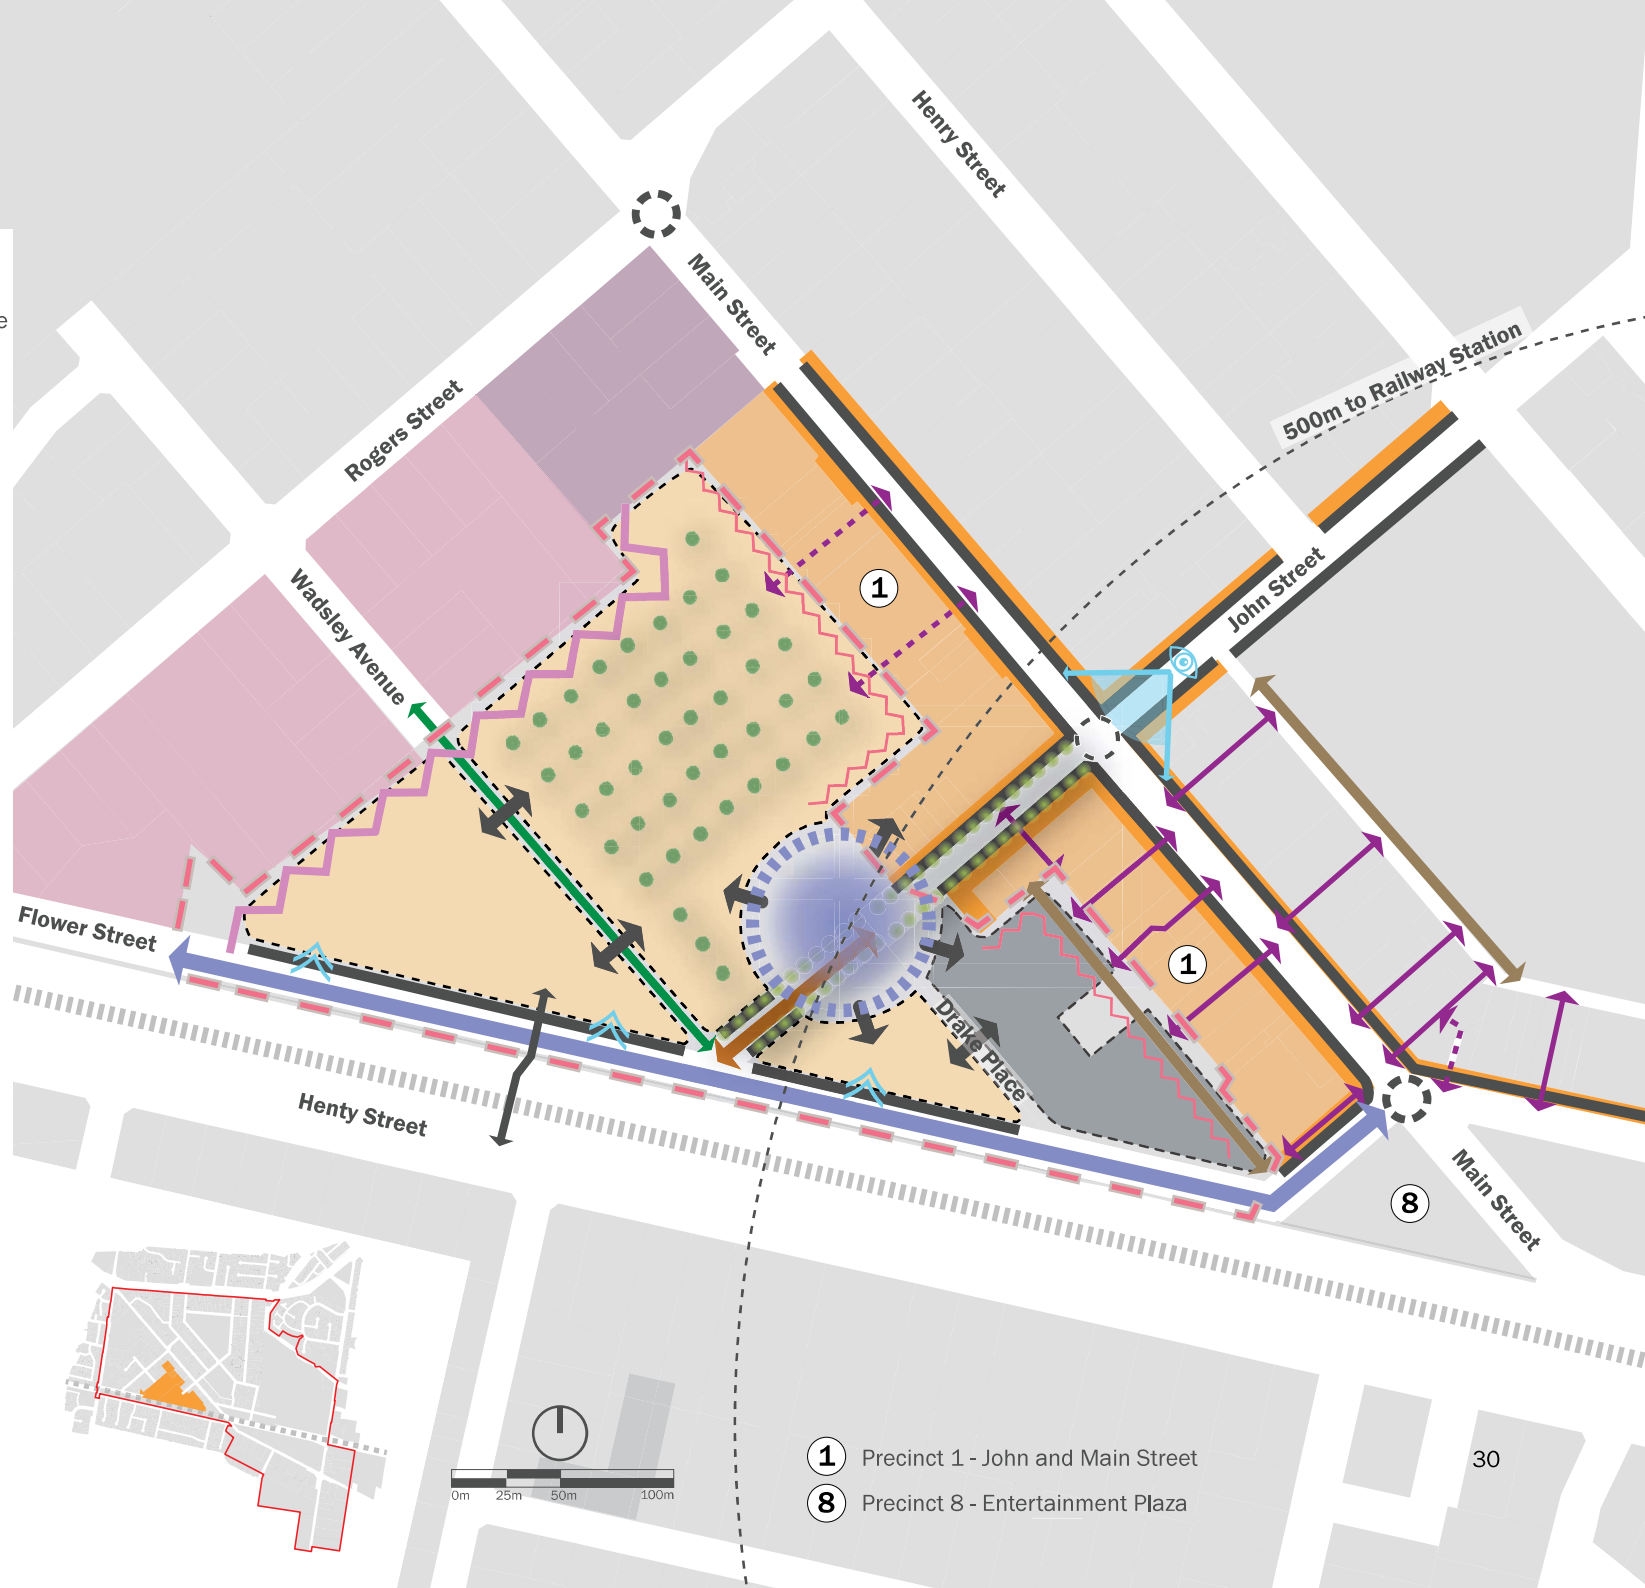 Henry Street
Main Street
e
500m to Railway Station
Rogers Street
John Street
1
Wadsley Avenue
Flower Street
1
Drake Place
Henty Street
Main Street
8
0m 25m 50m 100m
1 Precinct 1 - John and Main Street
8 Precinct 8 - Entertainment Plaza
30